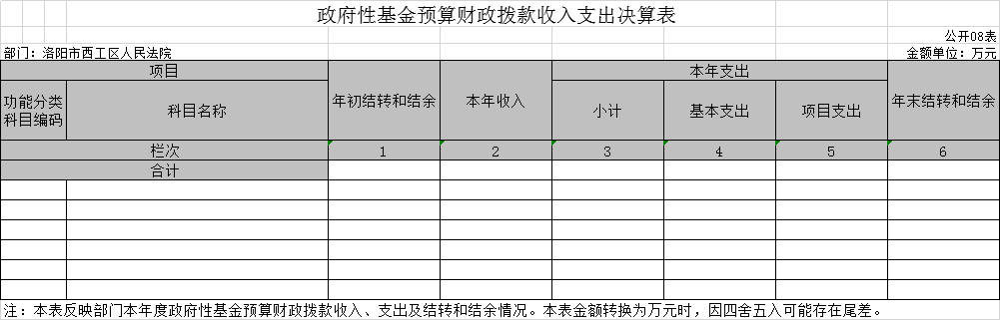 政府性基金预算财政拨款收入支出决算表
公开08表
部门：洛阳市西工区人民法院 金额单位：万元
项目 年初结转和结余 本年收入 本年支出 年末结转和结余
功能分类科目编码 科目名称 小计 基本支出 项目支出
栏次 1 2 3 4 5 6
合计
注：本表反映部门本年度政府性基金预算财政拨款收入、支出及结转和结余情况。本表金额转换为万元时，因四舍五入可能存在尾差。